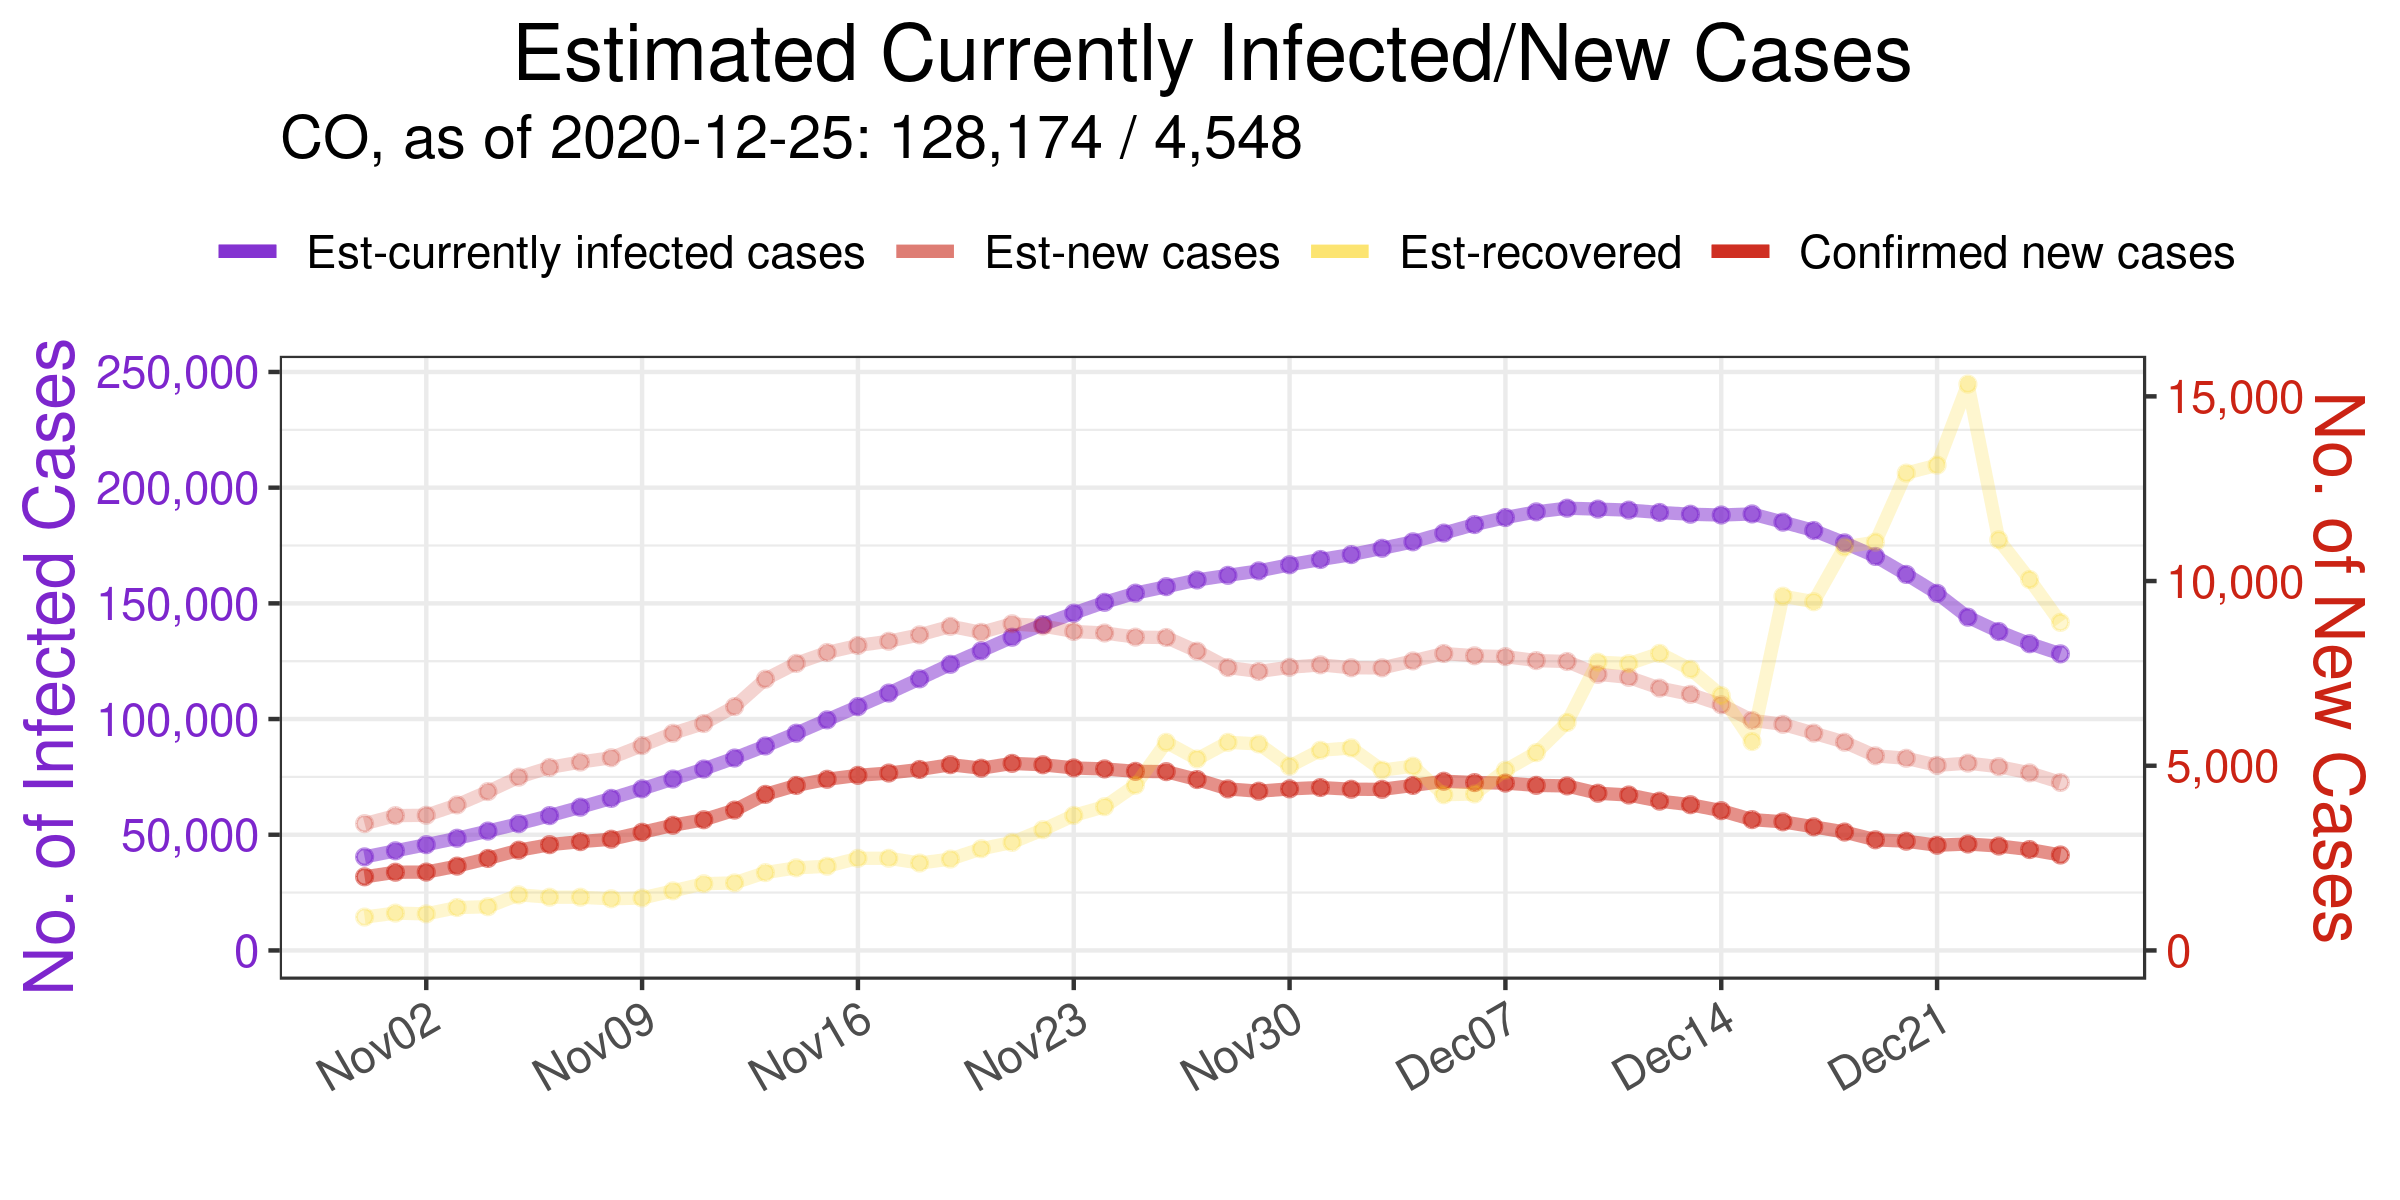 Estimated Currently Infected/New Cases
CO, as of 2020-12-25: 128,174 / 4,548
Est-currently infected cases Est-new cases Est-recovered Confirmed new cases
No. of Infected Cases
250,000
200,000
150,000
100,000
50,000
0
15,000
10,000
5,000
0
No. of New Cases
Nov02 Nov09 Nov16 Nov23 Nov30 Dec07 Dec14 Dec21